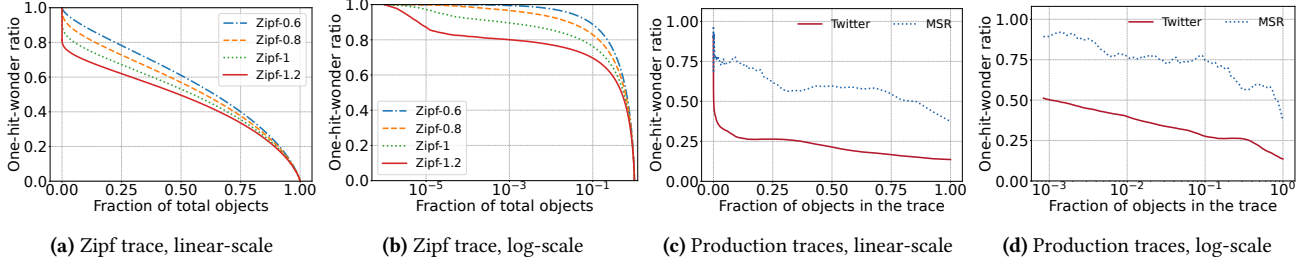 One-hit-wonder ratio
1.0
0.8
0.6
0.4
0.2
0.0
Zipf-0.6
Zipf-0.8
Zipf-1
Zipf-1.2
0.00 0.25 0.50 0.75 1.00
Fraction of total objects
(a) Zipf trace, linear-scale
One-hit-wonder ratio
1.0
0.8
0.6
0.4
0.2
0.0
Zipf-0.6
Zipf-0.8
Zipf-1
Zipf-1.2
10⁻⁵ 10⁻³ 10⁻¹
Fraction of total objects
(b) Zipf trace, log-scale
One-hit-wonder ratio
1.00
0.75
0.50
0.25
0.00
Twitter MSR
0.00 0.25 0.50 0.75 1.00
Fraction of objects in the trace
(c) Production traces, linear-scale
One-hit-wonder ratio
1.00
0.75
0.50
0.25
0.00
Twitter MSR
10⁻³ 10⁻² 10⁻¹ 10⁰
Fraction of objects in the trace
(d) Production traces, log-scale